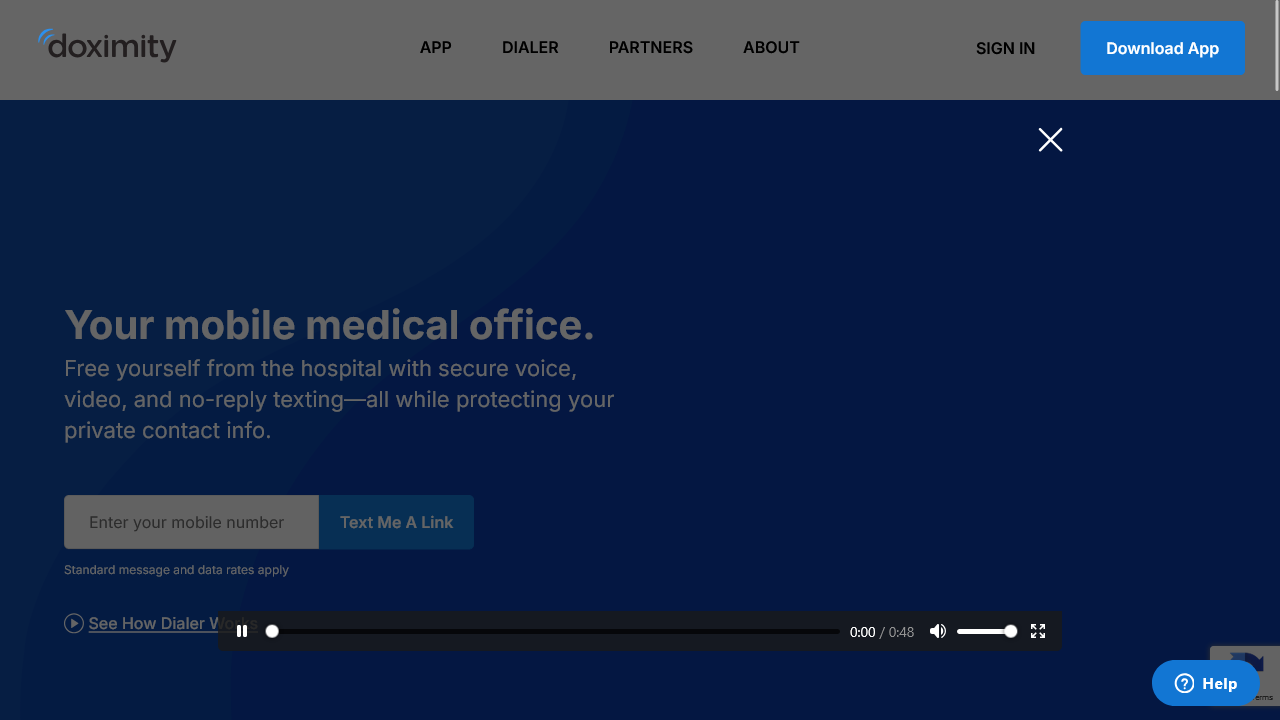 doximity
APP
DIALER
PARTNERS
ABOUT
SIGN IN
Download App
Your mobile medical office.
Free yourself from the hospital with secure voice,
video, and no-reply texting—all while protecting your
private contact info.
Enter your mobile number
Text Me A Link
Standard message and data rates apply
See How Dialer Works
0:00 / 0:48
Help